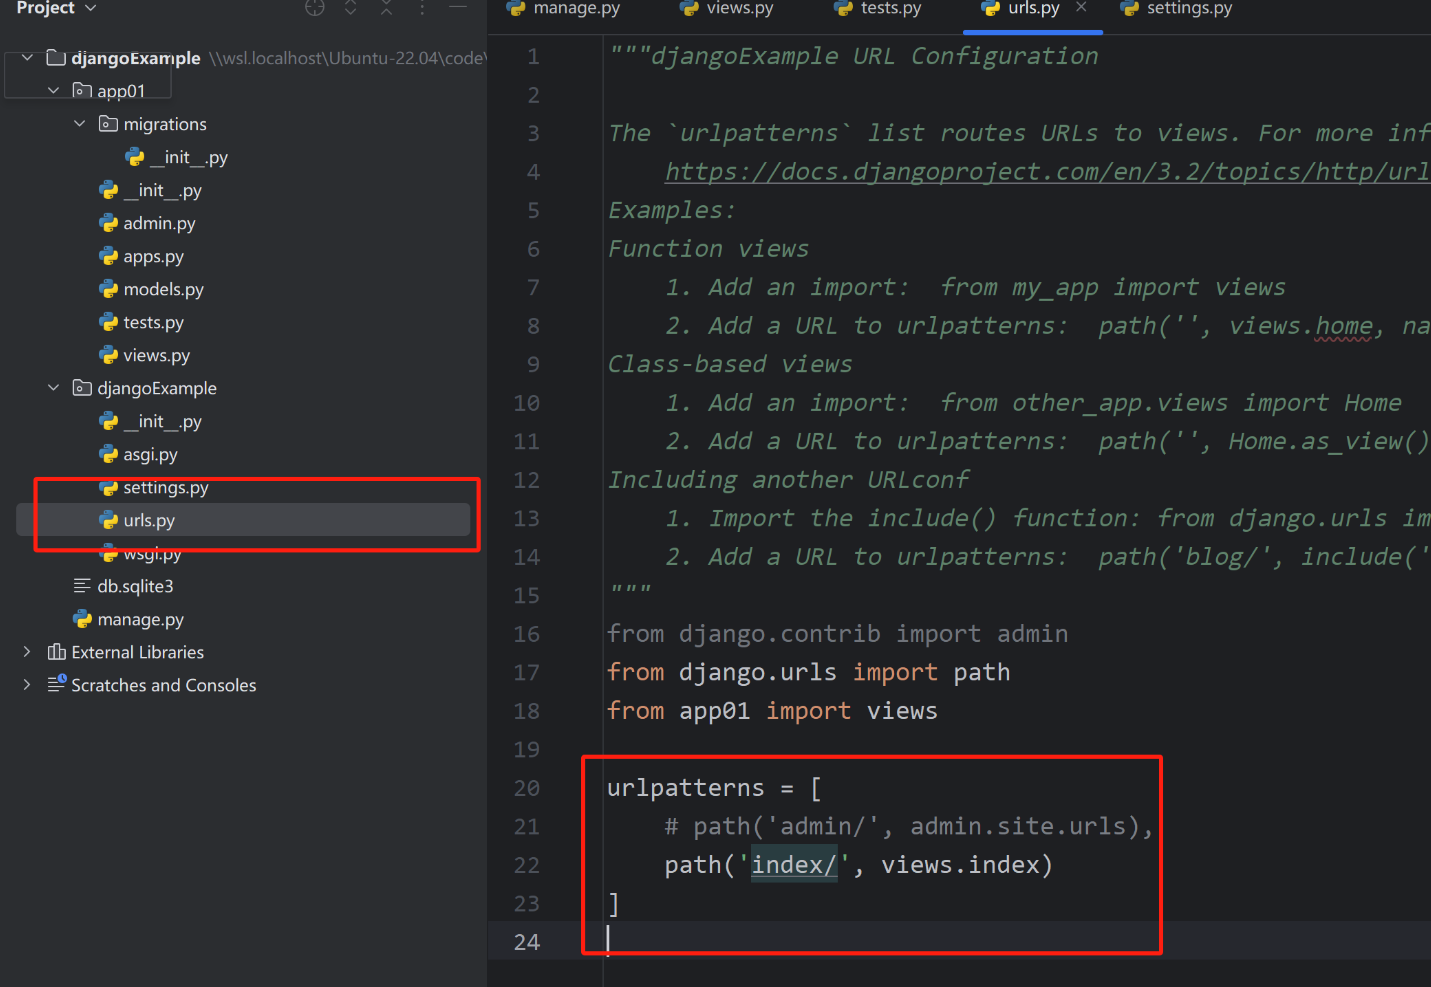 Project
djangoExample \\wsl.localhost\Ubuntu-22.04\code\
app01
migrations
__init__.py
__init__.py
admin.py
apps.py
models.py
tests.py
views.py
djangoExample
__init__.py
asgi.py
settings.py
urls.py
wsgi.py
db.sqlite3
manage.py
External Libraries
Scratches and Consoles
manage.py views.py tests.py urls.py settings.py
1 """djangoExample URL Configuration
2
3 The `urlpatterns` list routes URLs to views. For more inf
4 https://docs.djangoproject.com/en/3.2/topics/http/url
5 Examples:
6 Function views
7 1. Add an import:  from my_app import views
8 2. Add a URL to urlpatterns:  path('', views.home, na
9 Class-based views
10 1. Add an import:  from other_app.views import Home
11 2. Add a URL to urlpatterns:  path('', Home.as_view()
12 Including another URLconf
13 1. Import the include() function: from django.urls im
14 2. Add a URL to urlpatterns:  path('blog/', include('
15 """
16 from django.contrib import admin
17 from django.urls import path
18 from app01 import views
19
20 urlpatterns = [
21 # path('admin/', admin.site.urls),
22 path('index/', views.index)
23 ]
24